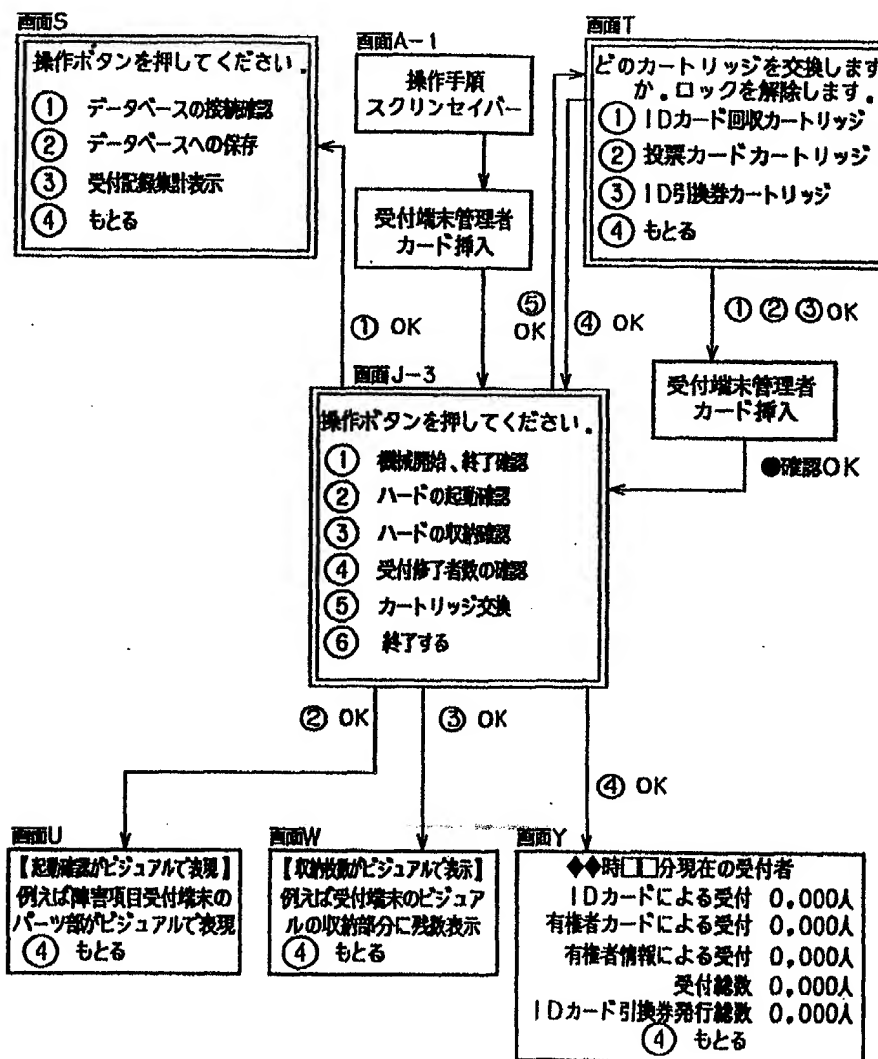 画面S
操作ボタンを押してください.
① データベースの接続確認
② データベースへの保存
③ 受付記録集計表示
④ もとる
画面A-1
操作手順
スクリンセイバー
受付端末管理者
カード挿入
画面T
どのカートリッジを交換します
か.ロックを解除します.
① IDカード回収カートリッジ
② 投票カードカートリッジ
③ ID引換券カートリッジ
④ もとる
① OK
⑤
OK
④ OK
① ② ③ OK
受付端末管理者
カード挿入
●確認OK
画面J-3
操作ボタンを押してください.
① 機械開始、終了確認
② ハードの起動確認
③ ハードの収納確認
④ 受付修了者数の確認
⑤ カートリッジ交換
⑥ 終了する
② OK
③ OK
④ OK
画面U
【起動確認がビジュアルで表現】
例えば障害項目受付端末の
パーツ部がビジュアルで表現
④ もとる
画面W
【収納枚数がビジュアルで表示】
例えば受付端末のビジュア
ルの収納部分に残数表示
④ もとる
画面Y
◆◆時□□分現在の受付者
IDカードによる受付 0,000人
有権者カードによる受付 0,000人
有権者情報による受付 0,000人
受付総数 0,000人
IDカード引換券発行総数 0,000人
④ もとる